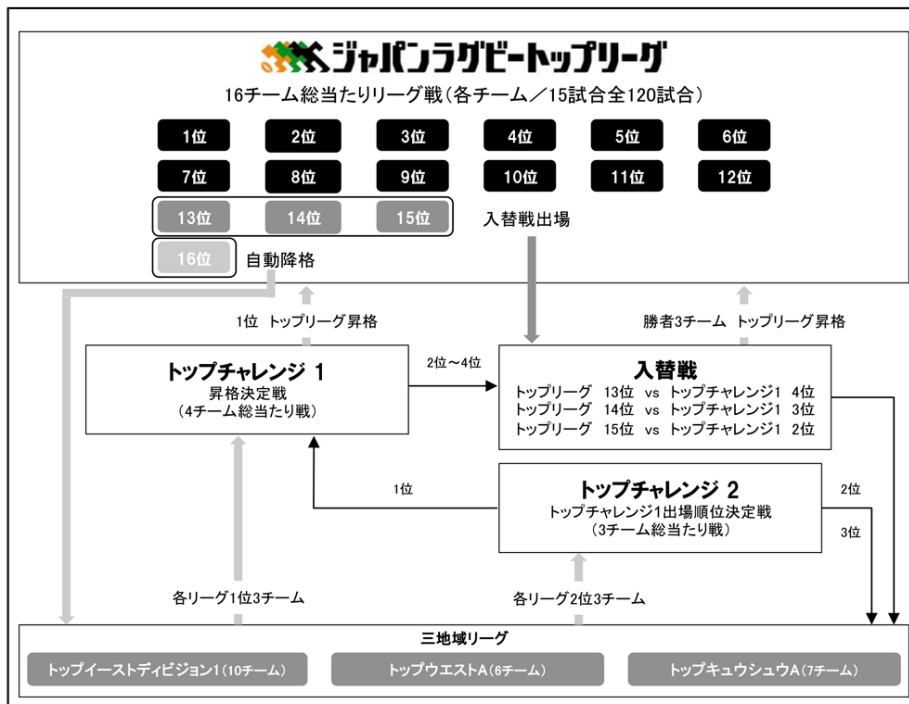 ジャパンラグビートップリーグ
16チーム総当たりリーグ戦(各チーム／15試合全120試合)
1位 2位 3位 4位 5位 6位
7位 8位 9位 10位 11位 12位
13位 14位 15位 入替戦出場
16位 自動降格
1位 トップリーグ昇格
勝者3チーム トップリーグ昇格
トップチャレンジ 1
昇格決定戦
(4チーム総当たり戦)
2位～4位
入替戦
トップリーグ 13位 vs トップチャレンジ1 4位
トップリーグ 14位 vs トップチャレンジ1 3位
トップリーグ 15位 vs トップチャレンジ1 2位
1位
トップチャレンジ 2
トップチャレンジ1出場順位決定戦
(3チーム総当たり戦)
2位
3位
各リーグ1位3チーム
各リーグ2位3チーム
三地域リーグ
トップイーストディビジョン1(10チーム)
トップウエストA(6チーム)
トップキュウシュウA(7チーム)